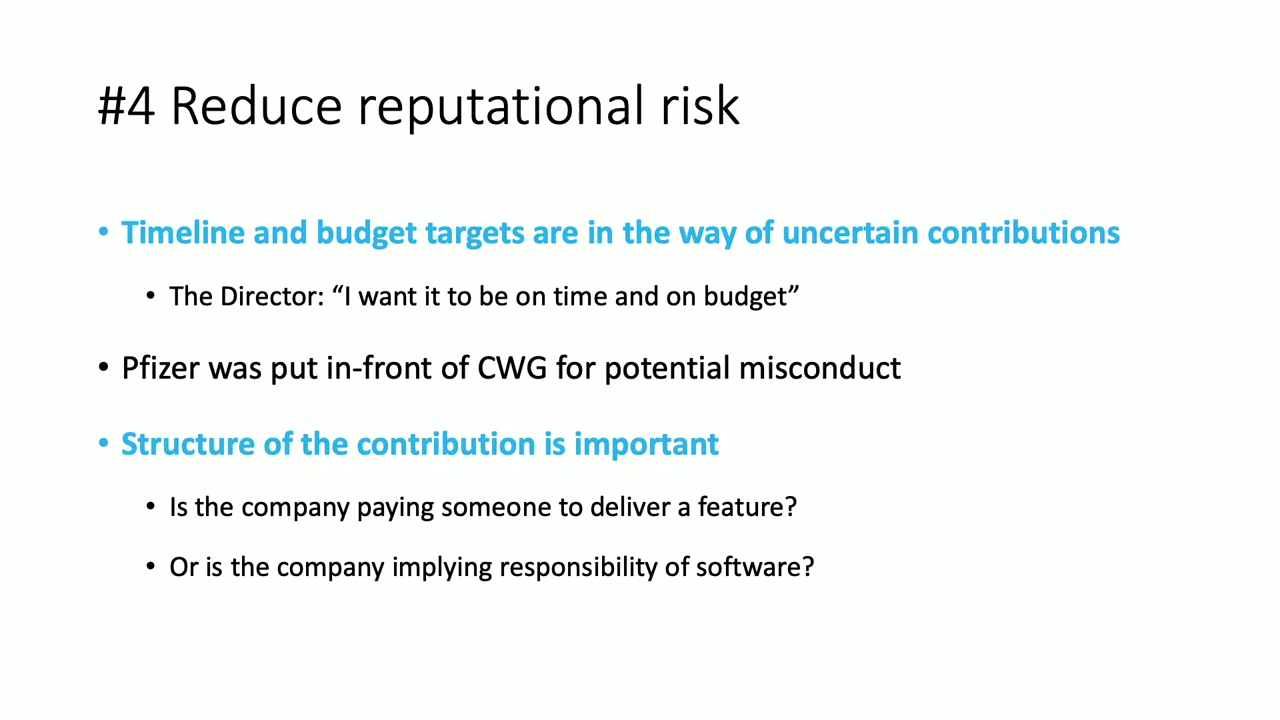 #4 Reduce reputational risk
• Timeline and budget targets are in the way of uncertain contributions
• The Director: “I want it to be on time and on budget”
• Pfizer was put in-front of CWG for potential misconduct
• Structure of the contribution is important
• Is the company paying someone to deliver a feature?
• Or is the company implying responsibility of software?